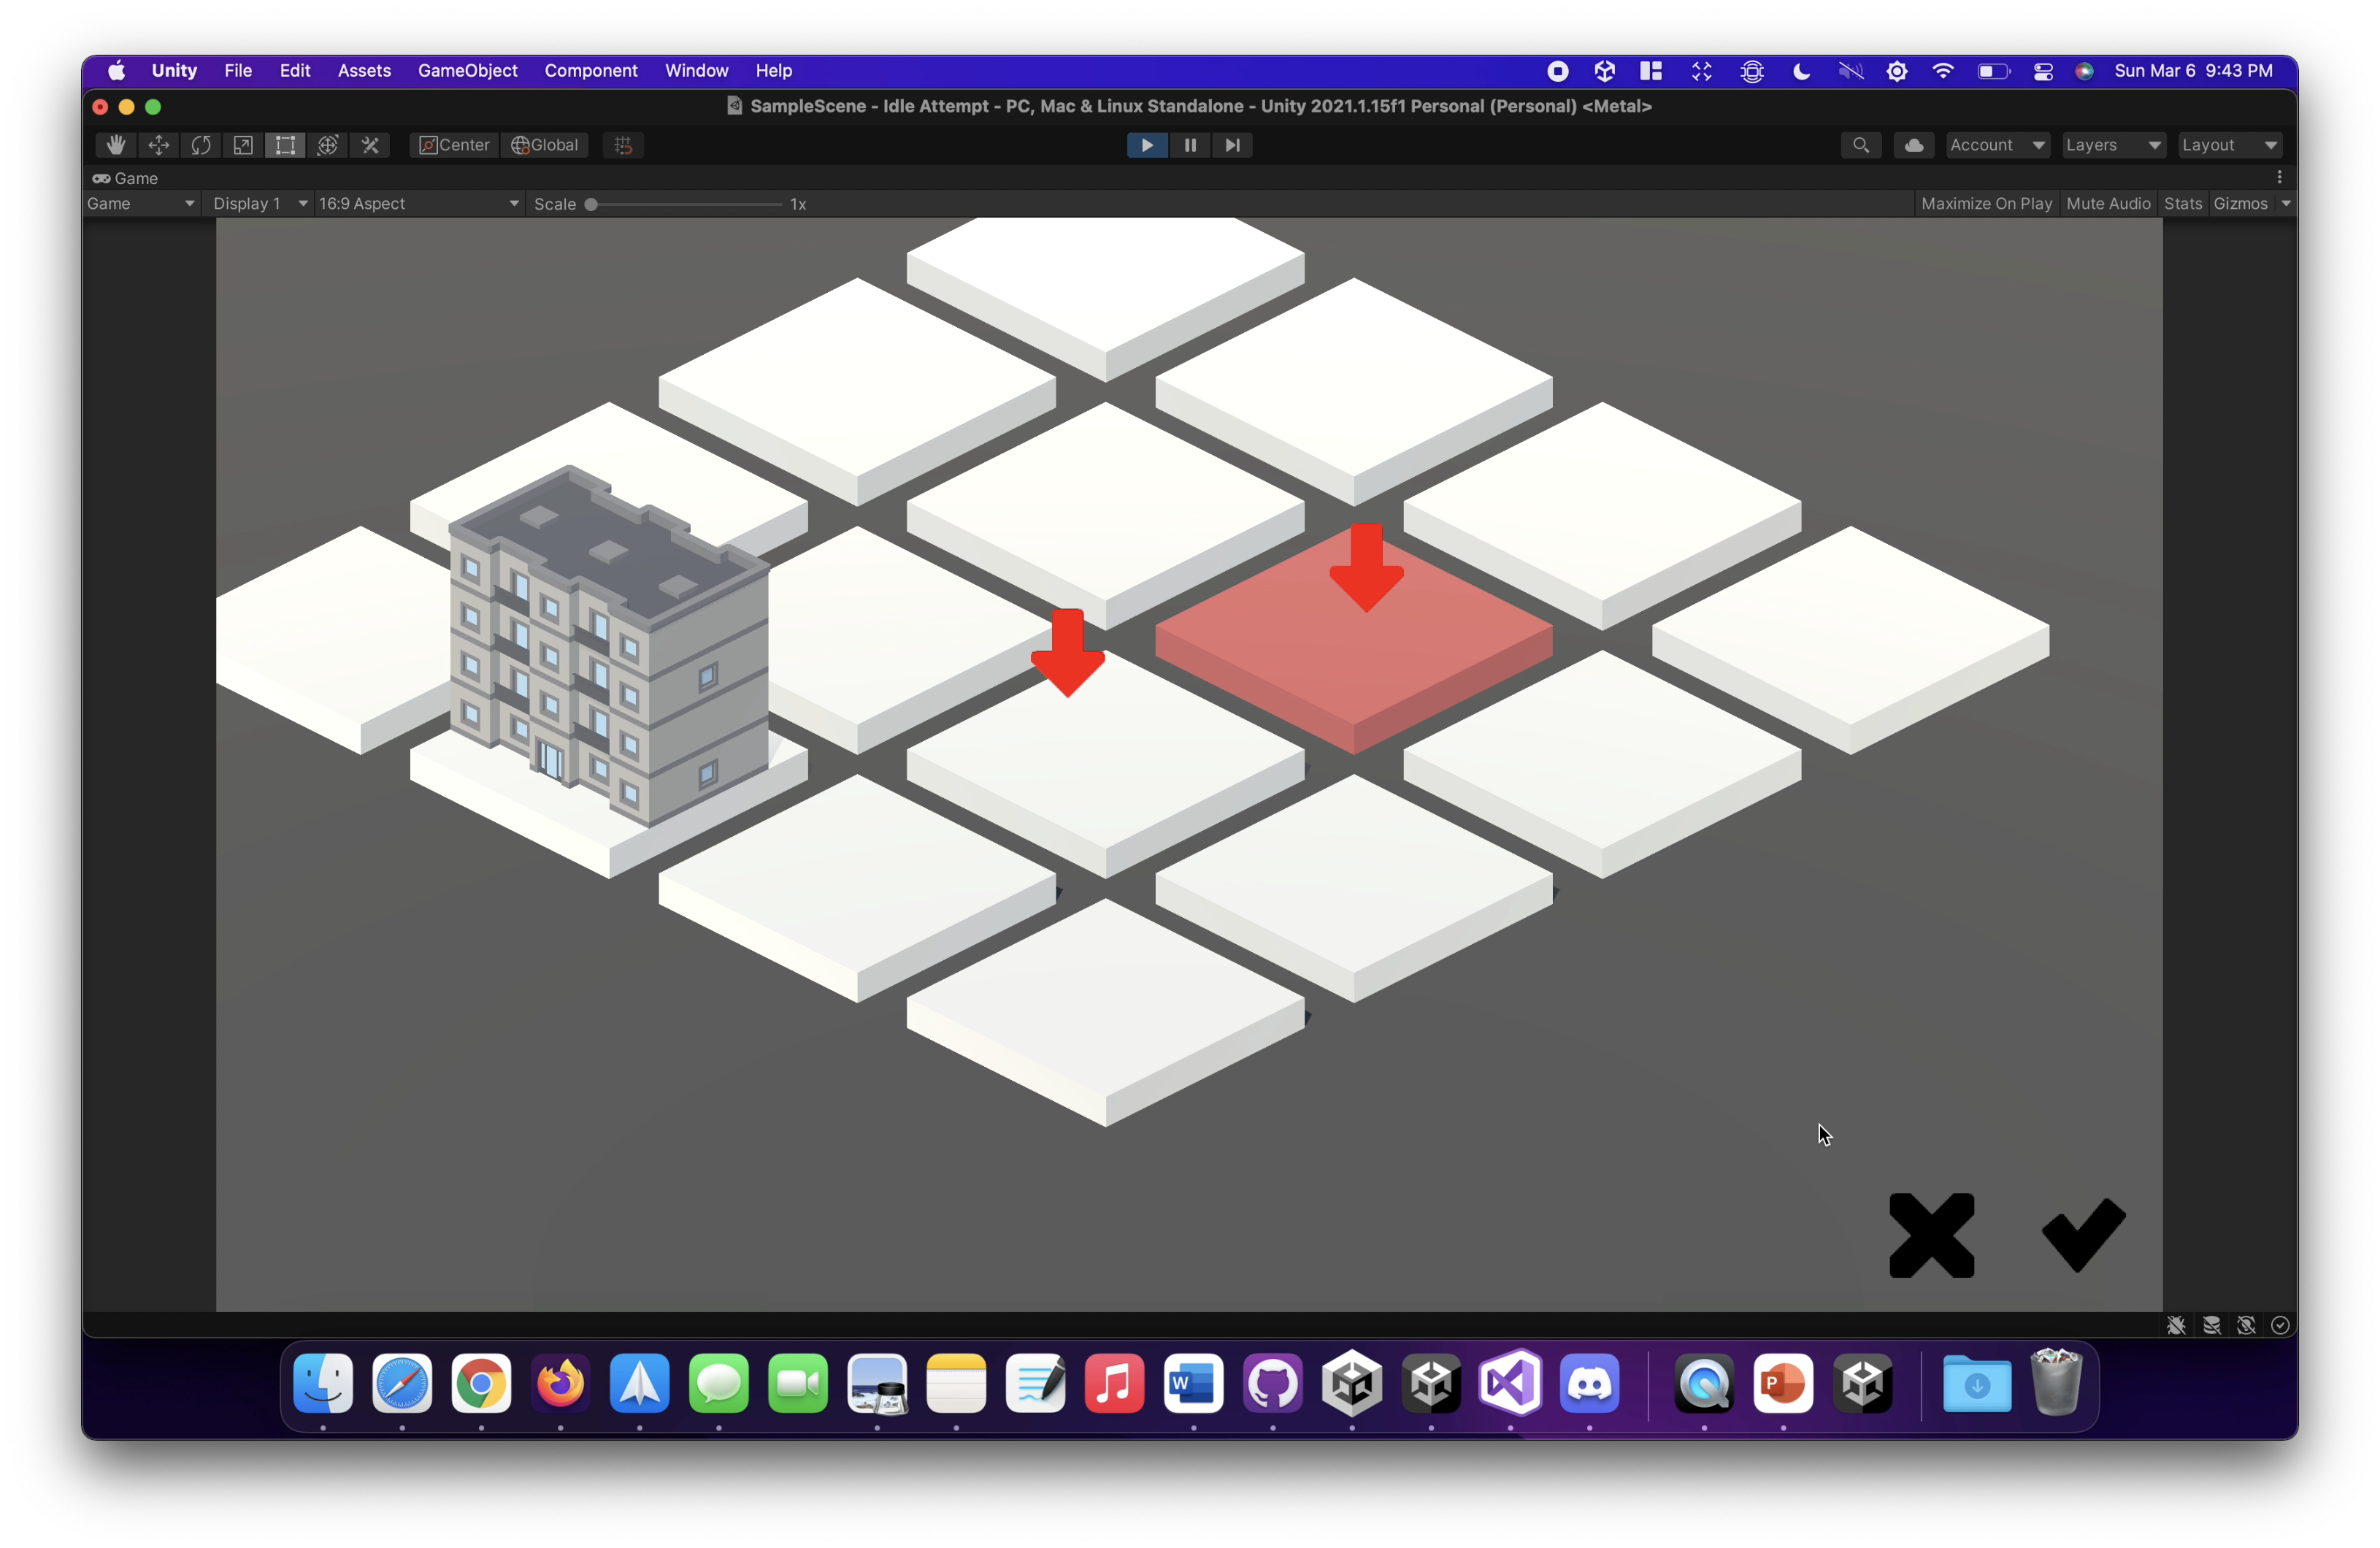 Unity File Edit Assets GameObject Component Window Help Sun Mar 6 9:43 PM
SampleScene - Idle Attempt - PC, Mac & Linux Standalone - Unity 2021.1.15f1 Personal (Personal) <Metal>
Center Global Account Layers Layout
Game
Game Display 1 16:9 Aspect Scale 1x Maximize On Play Mute Audio Stats Gizmos
W P